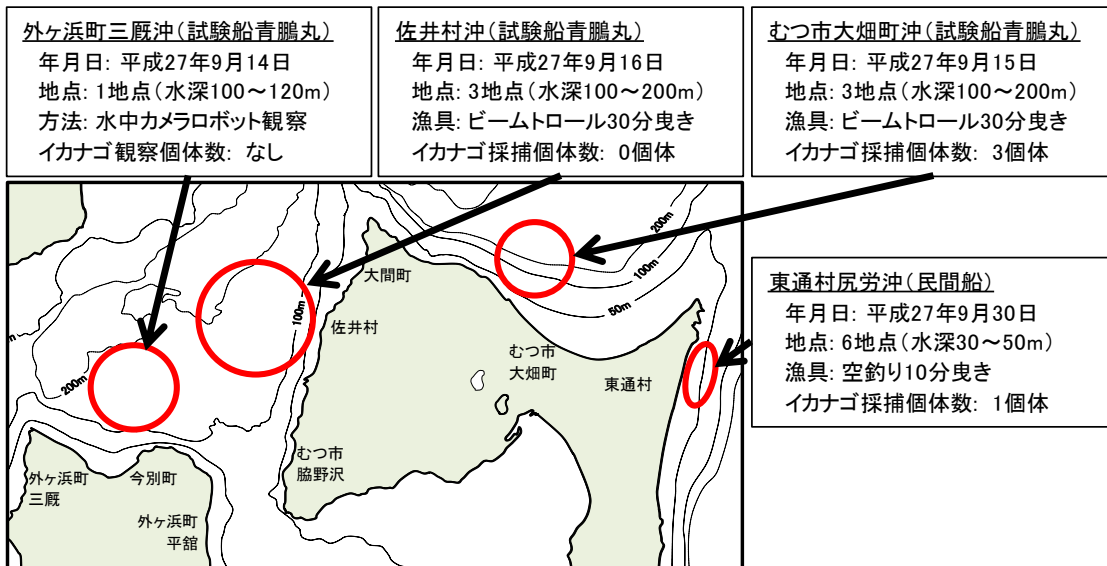 外ヶ浜町三厩沖(試験船青鵬丸)
年月日: 平成27年9月14日
地点: 1地点(水深100～120m)
方法: 水中カメラロボット観察
イカナゴ観察個体数: なし
佐井村沖(試験船青鵬丸)
年月日: 平成27年9月16日
地点: 3地点(水深100～200m)
漁具: ビームトロール30分曳き
イカナゴ採捕個体数: 0個体
むつ市大畑町沖(試験船青鵬丸)
年月日: 平成27年9月15日
地点: 3地点(水深100～200m)
漁具: ビームトロール30分曳き
イカナゴ採捕個体数: 3個体
東通村尻労沖(民間船)
年月日: 平成27年9月30日
地点: 6地点(水深30～50m)
漁具: 空釣り10分曳き
イカナゴ採捕個体数: 1個体
200m
100m
50m
大間町
100m
佐井村
むつ市
大畑町
東通村
200m
むつ市
脇野沢
外ヶ浜町
三厩
今別町
外ヶ浜町
平舘